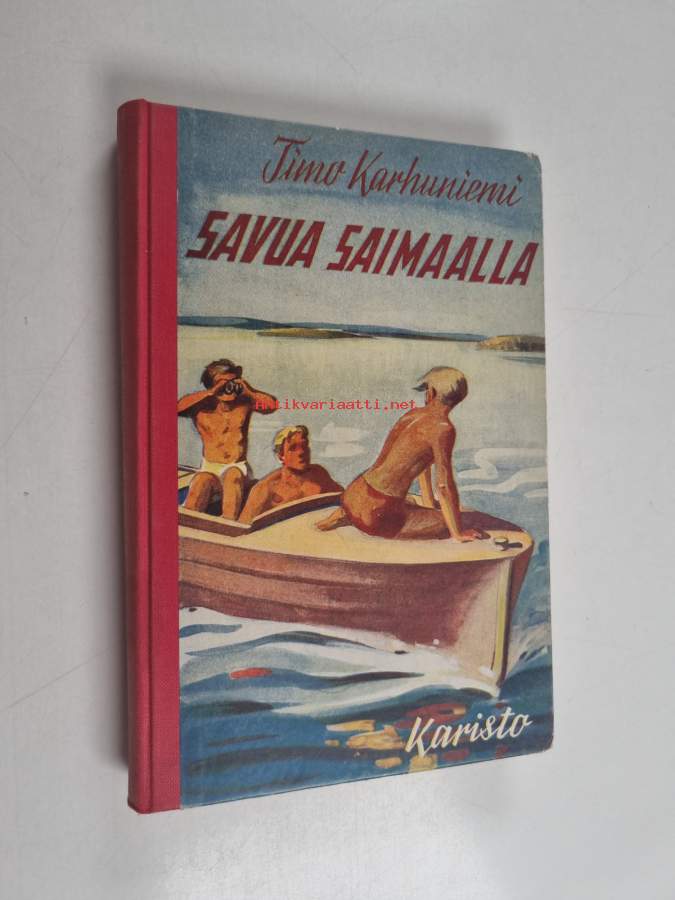 Timo Karhuniemi
SAVUA SAIMAALLA
Antikvariaatti.net
Karisto